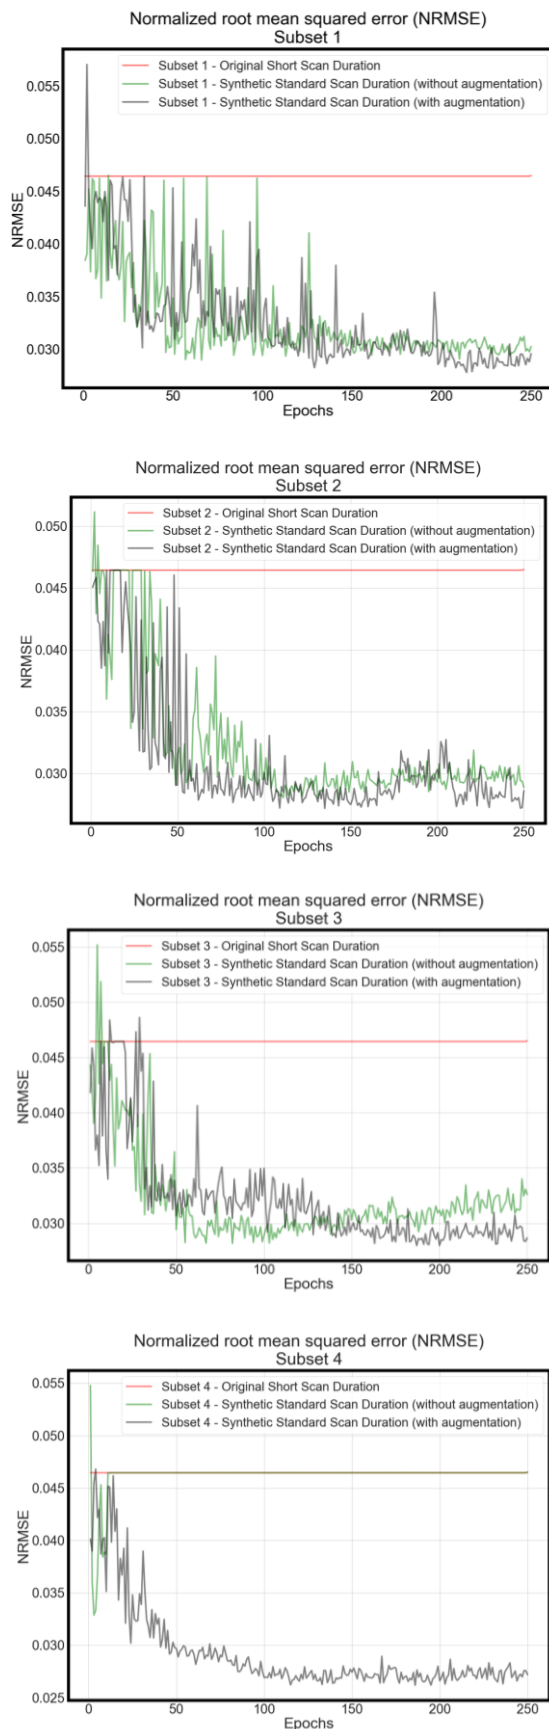 Normalized root mean squared error (NRMSE)
Subset 1
Subset 1 - Original Short Scan Duration
Subset 1 - Synthetic Standard Scan Duration (without augmentation)
Subset 1 - Synthetic Standard Scan Duration (with augmentation)
0.055
0.050
0.045
0.040
0.035
0.030
NRMSE
0 50 100 150 200 250
Epochs
Normalized root mean squared error (NRMSE)
Subset 2
Subset 2 - Original Short Scan Duration
Subset 2 - Synthetic Standard Scan Duration (without augmentation)
Subset 2 - Synthetic Standard Scan Duration (with augmentation)
0.050
0.045
0.040
0.035
0.030
NRMSE
0 50 100 150 200 250
Epochs
Normalized root mean squared error (NRMSE)
Subset 3
Subset 3 - Original Short Scan Duration
Subset 3 - Synthetic Standard Scan Duration (without augmentation)
Subset 3 - Synthetic Standard Scan Duration (with augmentation)
0.055
0.050
0.045
0.040
0.035
0.030
NRMSE
0 50 100 150 200 250
Epochs
Normalized root mean squared error (NRMSE)
Subset 4
Subset 4 - Original Short Scan Duration
Subset 4 - Synthetic Standard Scan Duration (without augmentation)
Subset 4 - Synthetic Standard Scan Duration (with augmentation)
0.055
0.050
0.045
0.040
0.035
0.030
0.025
NRMSE
0 50 100 150 200 250
Epochs